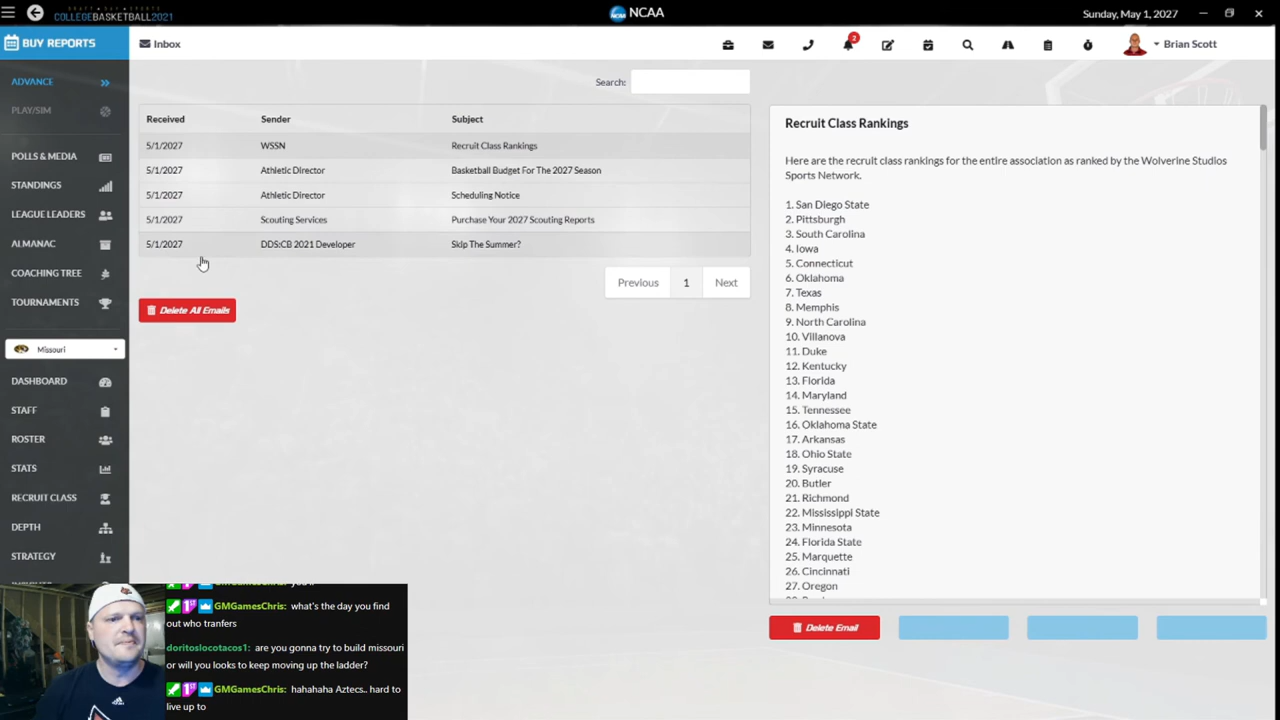 DRAFT DAY SPORTS
COLLEGE BASKETBALL 2021
NCAA
Sunday, May 1, 2027
BUY REPORTS
Inbox
2
Brian Scott
ADVANCE
PLAY/SIM
POLLS & MEDIA
STANDINGS
LEAGUE LEADERS
ALMANAC
COACHING TREE
TOURNAMENTS
Missouri
DASHBOARD
STAFF
ROSTER
STATS
RECRUIT CLASS
DEPTH
STRATEGY
Search:
Received Sender Subject
5/1/2027 WSSN Recruit Class Rankings
5/1/2027 Athletic Director Basketball Budget For The 2027 Season
5/1/2027 Athletic Director Scheduling Notice
5/1/2027 Scouting Services Purchase Your 2027 Scouting Reports
5/1/2027 DDS:CB 2021 Developer Skip The Summer?
Previous 1 Next
Delete All Emails
Recruit Class Rankings
Here are the recruit class rankings for the entire association as ranked by the Wolverine Studios
Sports Network.
1. San Diego State
2. Pittsburgh
3. South Carolina
4. Iowa
5. Connecticut
6. Oklahoma
7. Texas
8. Memphis
9. North Carolina
10. Villanova
11. Duke
12. Kentucky
13. Florida
14. Maryland
15. Tennessee
16. Oklahoma State
17. Arkansas
18. Ohio State
19. Syracuse
20. Butler
21. Richmond
22. Mississippi State
23. Minnesota
24. Florida State
25. Marquette
26. Cincinnati
27. Oregon
Delete Email
GMGamesChris: what's the day you find
out who tranfers
doritoslocotacos1: are you gonna try to build missouri
or will you looks to keep moving up the ladder?
GMGamesChris: hahahaha Aztecs.. hard to
live up to